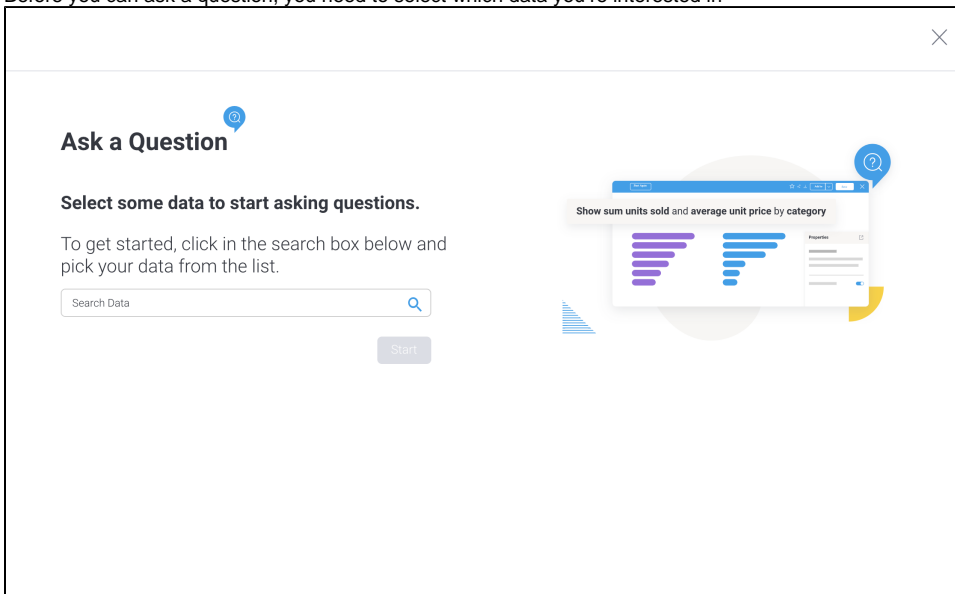 Before you can ask a question, you need to select which data you're interested in
Ask a Question
Select some data to start asking questions.
To get started, click in the search box below and
pick your data from the list.
Search Data
Start
Show sum units sold and average unit price by category
Properties